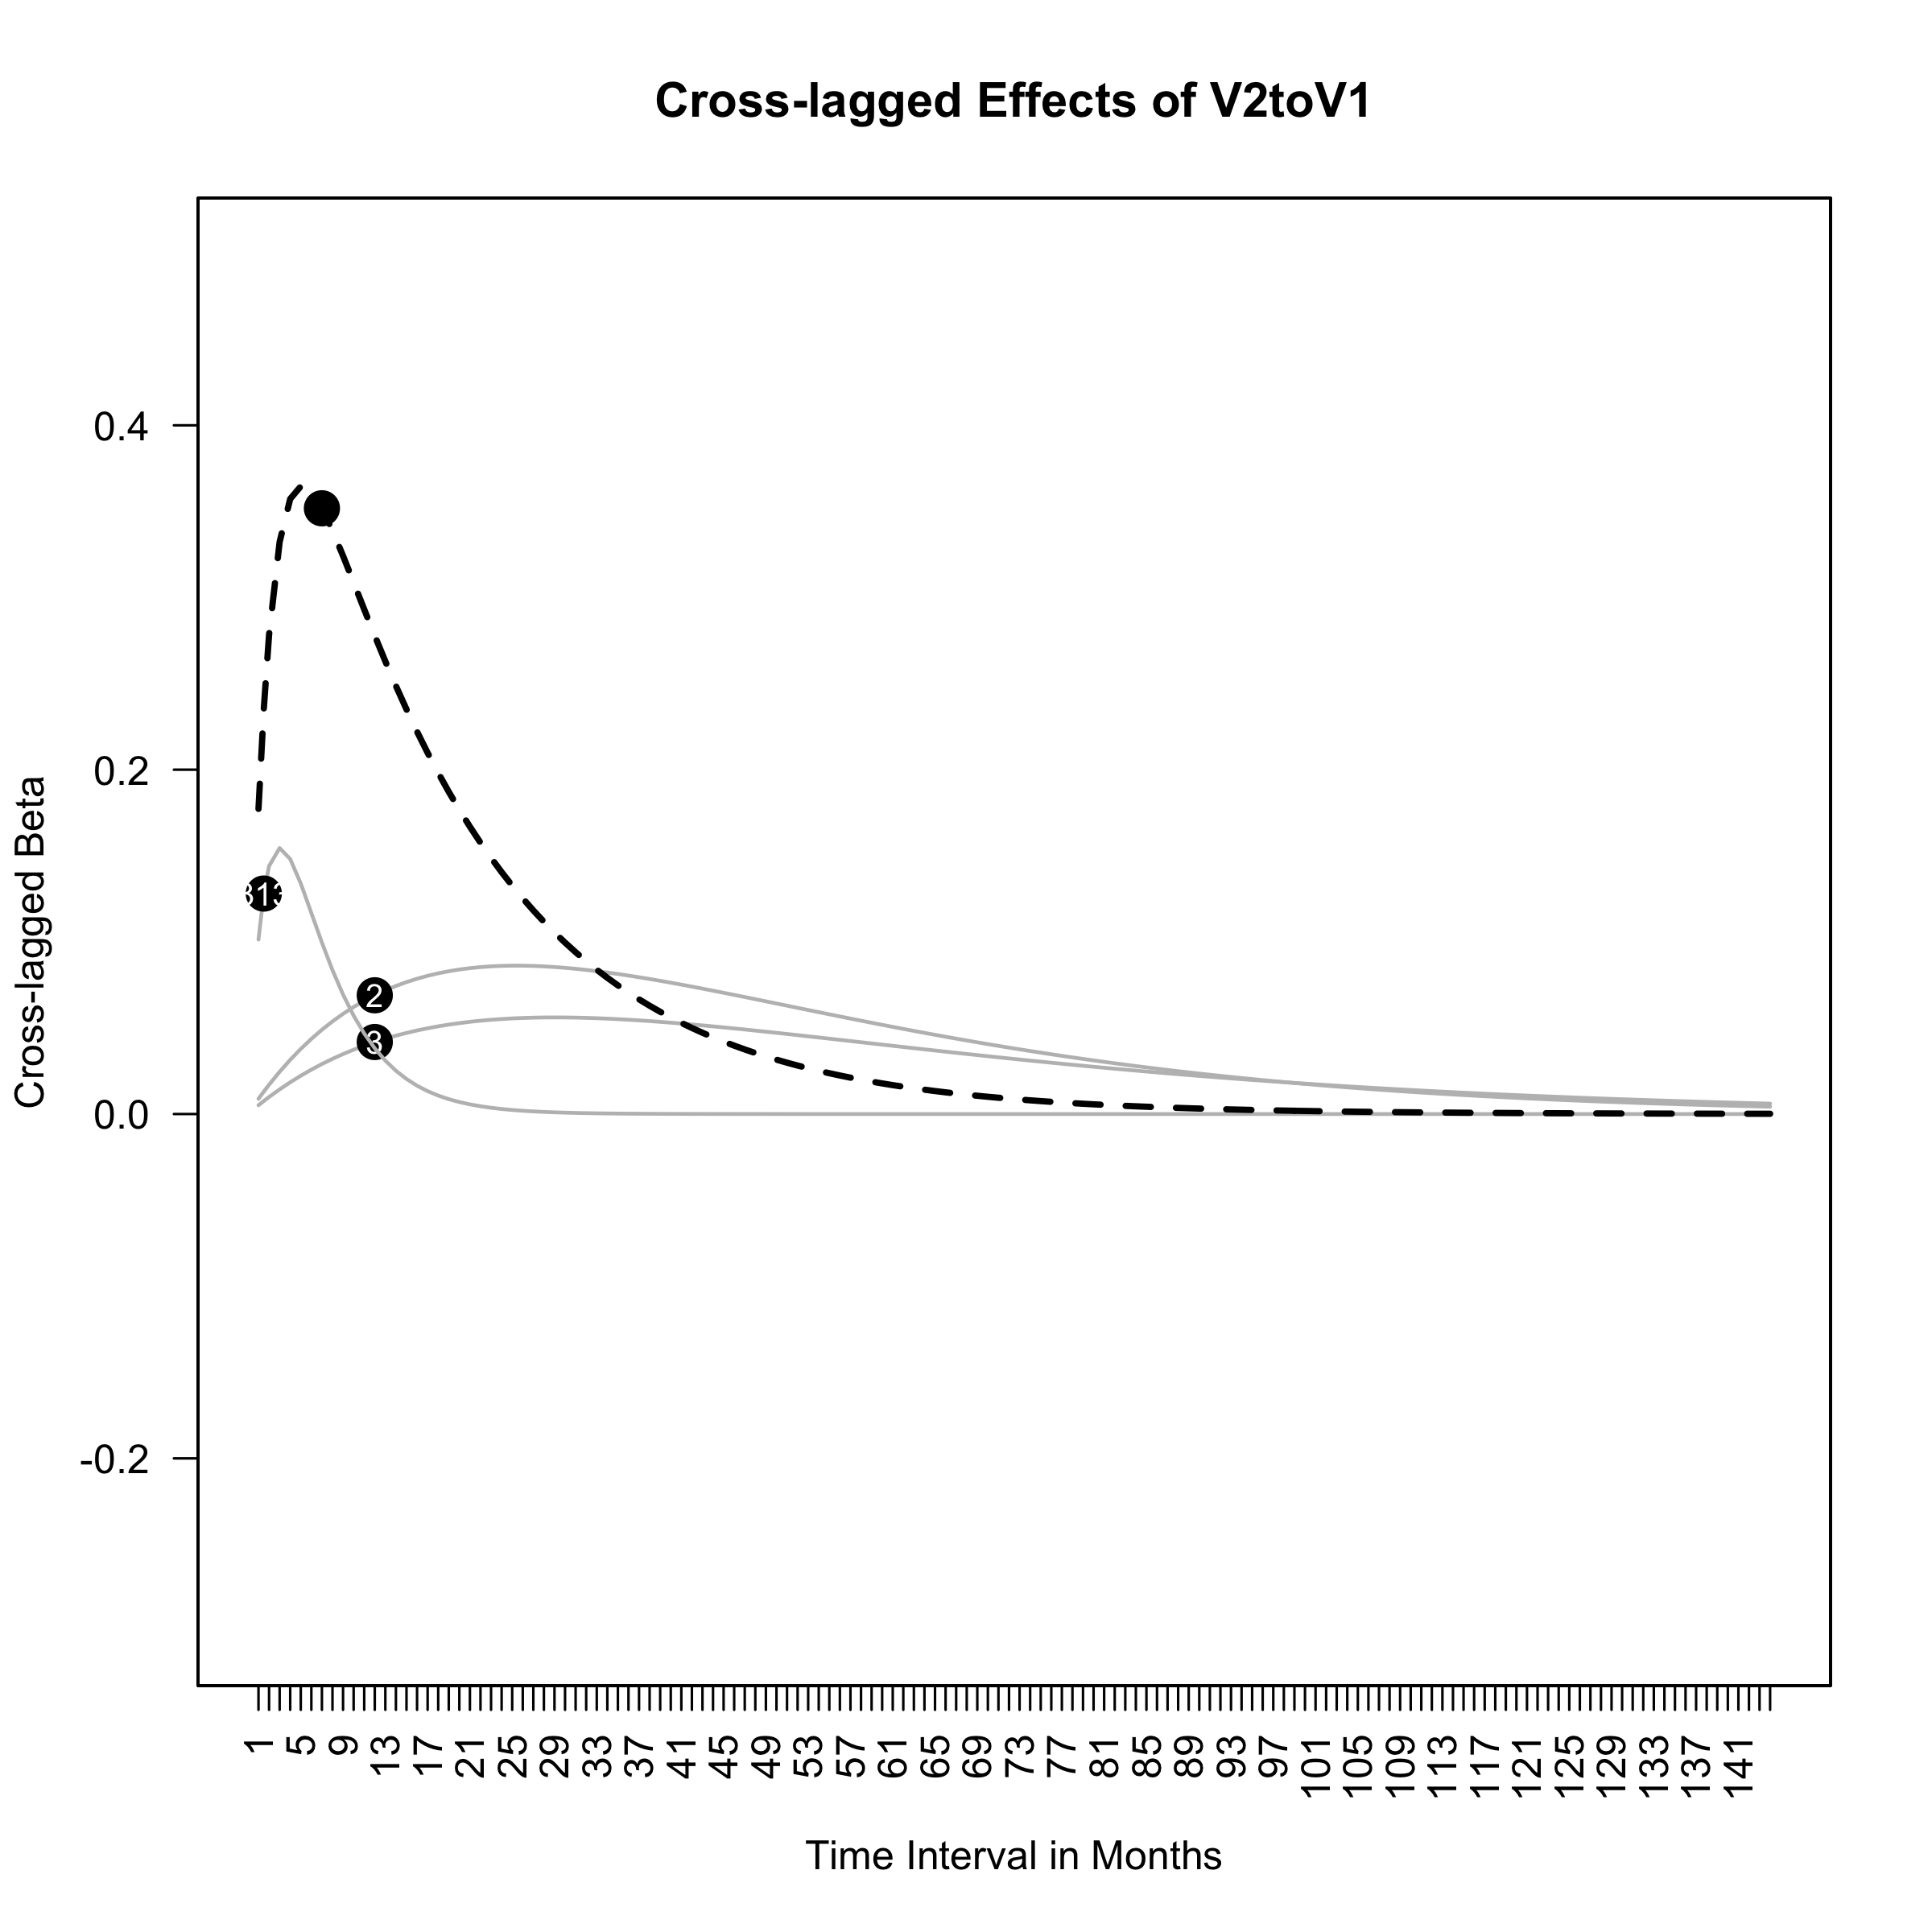 Cross-lagged Effects of V2toV1
Cross-lagged Beta
0.4
0.2
0.0
-0.2
313
2
3
1 5 9 13 17 21 25 29 33 37 41 45 49 53 57 61 65 69 73 77 81 85 89 93 97 101 105 109 113 117 121 125 129 133 137 141
Time Interval in Months